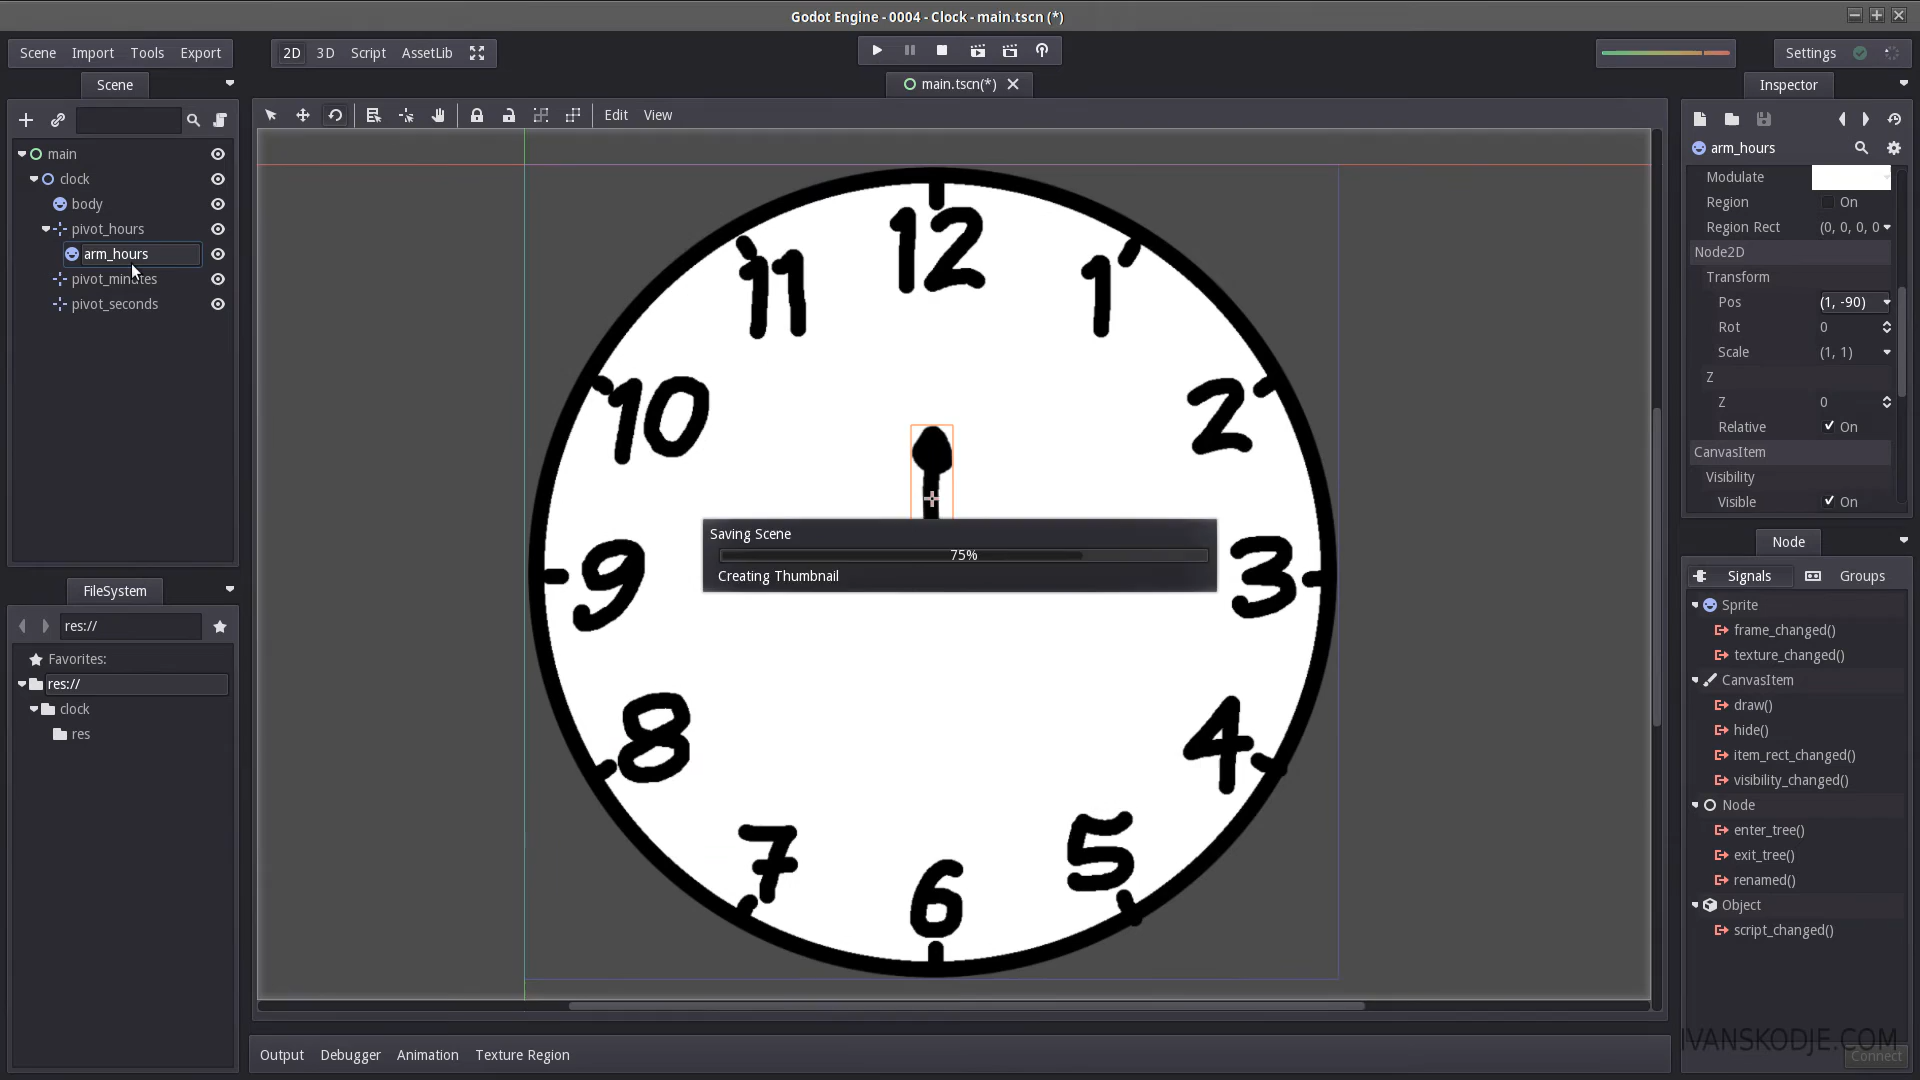 Godot Engine - 0004 - Clock - main.tscn (*)
Scene Import Tools Export
2D 3D Script AssetLib
Settings
Scene
main.tscn(*)
Inspector
Edit View
main
clock
body
pivot_hours
arm_hours
pivot_minutes
pivot_seconds
FileSystem
res://
Favorites:
res://
clock
res
12
1
2
3
4
5
6
7
8
9
10
11
Saving Scene
75%
Creating Thumbnail
Output Debugger Animation Texture Region
arm_hours
Modulate
Region On
Region Rect (0, 0, 0, 0
Node2D
Transform
Pos (1, -90)
Rot 0
Scale (1, 1)
Z
Z 0
Relative On
CanvasItem
Visibility
Visible On
Node
Signals Groups
Sprite
frame_changed()
texture_changed()
CanvasItem
draw()
hide()
item_rect_changed()
visibility_changed()
Node
enter_tree()
exit_tree()
renamed()
Object
script_changed()
IVANSKODJE.COM
Connect